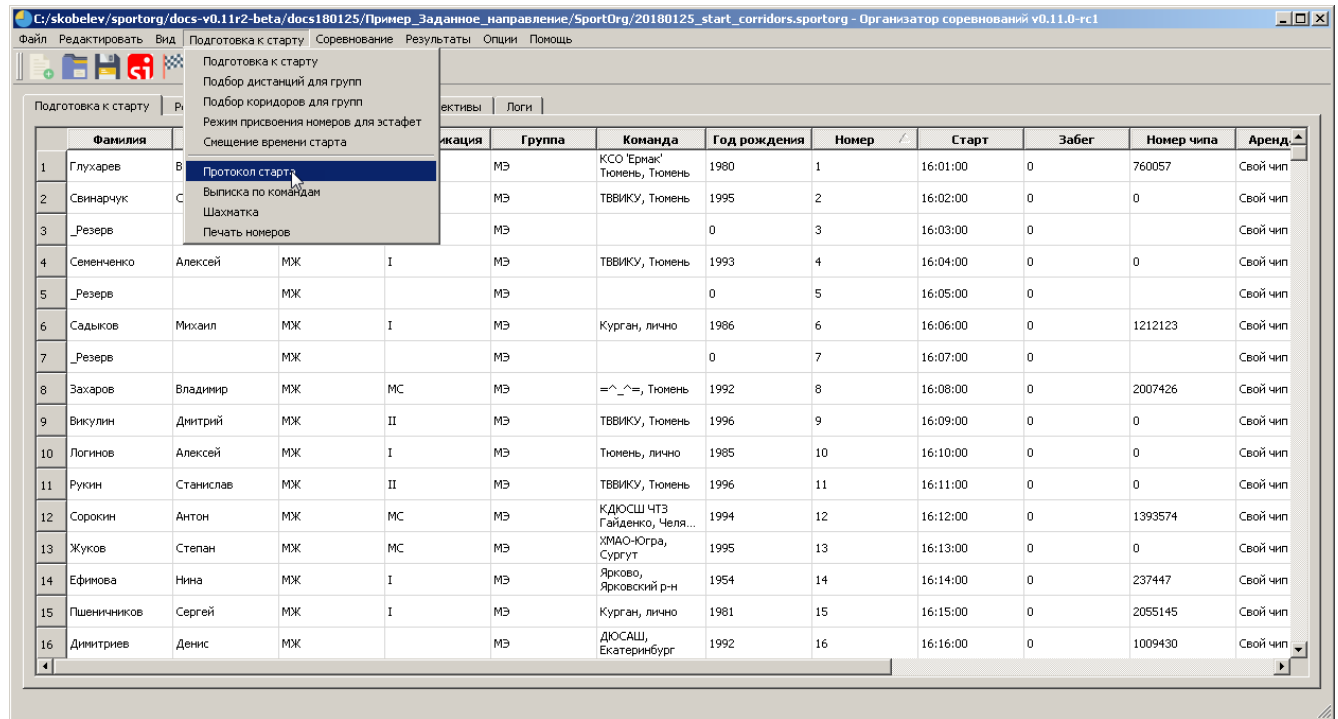 C:/skobelev/sportorg/docs-v0.11r2-beta/docs180125/Пример_Заданное_направление/SportOrg/20180125_start_corridors.sportorg - Организатор соревнований v0.11.0-rc1
Файл Редактировать Вид Подготовка к старту Соревнование Результаты Опции Помощь
Подготовка к старту
Подбор дистанций для групп
Подбор коридоров для групп
Режим присвоения номеров для эстафет
Смещение времени старта
Протокол старта
Выписка по командам
Шахматка
Печать номеров
Подготовка к старту Ре ективы Логи
Фамилия икация Группа Команда Год рождения Номер Старт Забег Номер чипа Аренд
1 Глухарев В МЭ КСО 'Ермак' Тюмень, Тюмень 1980 1 16:01:00 0 760057 Свой чип
2 Свинарчук С МЭ ТВВИКУ, Тюмень 1995 2 16:02:00 0 0 Свой чип
3 _Резерв МЭ 0 3 16:03:00 0 Свой чип
4 Семенченко Алексей МЖ I МЭ ТВВИКУ, Тюмень 1993 4 16:04:00 0 0 Свой чип
5 _Резерв МЖ МЭ 0 5 16:05:00 0 Свой чип
6 Садыков Михаил МЖ I МЭ Курган, лично 1986 6 16:06:00 0 1212123 Свой чип
7 _Резерв МЖ МЭ 0 7 16:07:00 0 Свой чип
8 Захаров Владимир МЖ МС МЭ =^_^=, Тюмень 1992 8 16:08:00 0 2007426 Свой чип
9 Викулин Дмитрий МЖ II МЭ ТВВИКУ, Тюмень 1996 9 16:09:00 0 0 Свой чип
10 Логинов Алексей МЖ I МЭ Тюмень, лично 1985 10 16:10:00 0 0 Свой чип
11 Рукин Станислав МЖ II МЭ ТВВИКУ, Тюмень 1996 11 16:11:00 0 0 Свой чип
12 Сорокин Антон МЖ МС МЭ КДЮСШ ЧТЗ Гайденко, Челя... 1994 12 16:12:00 0 1393574 Свой чип
13 Жуков Степан МЖ МС МЭ ХМАО-Югра, Сургут 1995 13 16:13:00 0 0 Свой чип
14 Ефимова Нина МЖ I МЭ Ярково, Ярковский р-н 1954 14 16:14:00 0 237447 Свой чип
15 Пшеничников Сергей МЖ I МЭ Курган, лично 1981 15 16:15:00 0 2055145 Свой чип
16 Димитриев Денис МЖ МЭ ДЮСАШ, Екатеринбург 1992 16 16:16:00 0 1009430 Свой чип